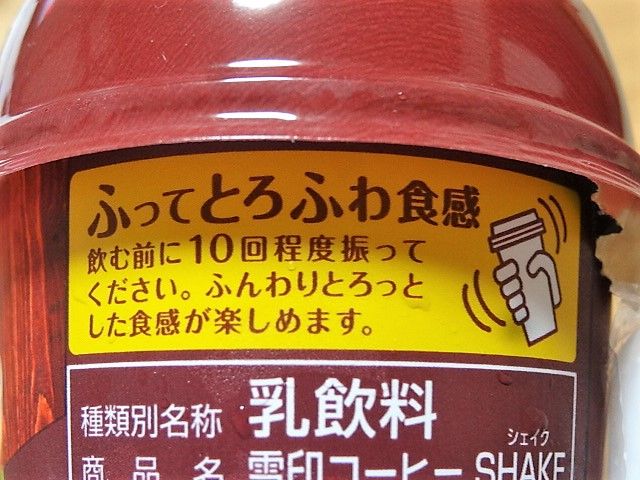 ふってとろふわ食感
飲む前に10回程度振って
ください。ふんわりとろっと
した食感が楽しめます。
種類別名称 乳飲料
シェイク
商品名 雪印コーヒー SHAKE